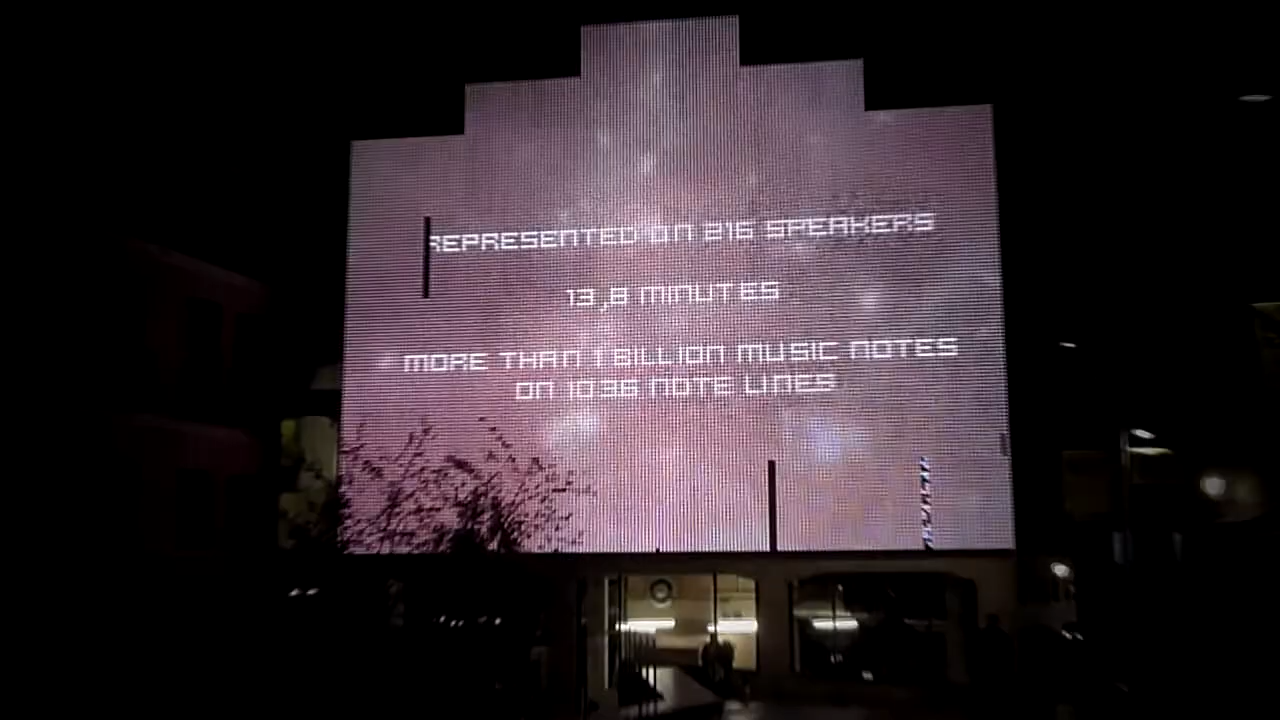 REPRESENTED ON 216 SPEAKERS
13,8 MINUTES
MORE THAN 1 BILLION MUSIC NOTES
ON 1036 NOTE LINES